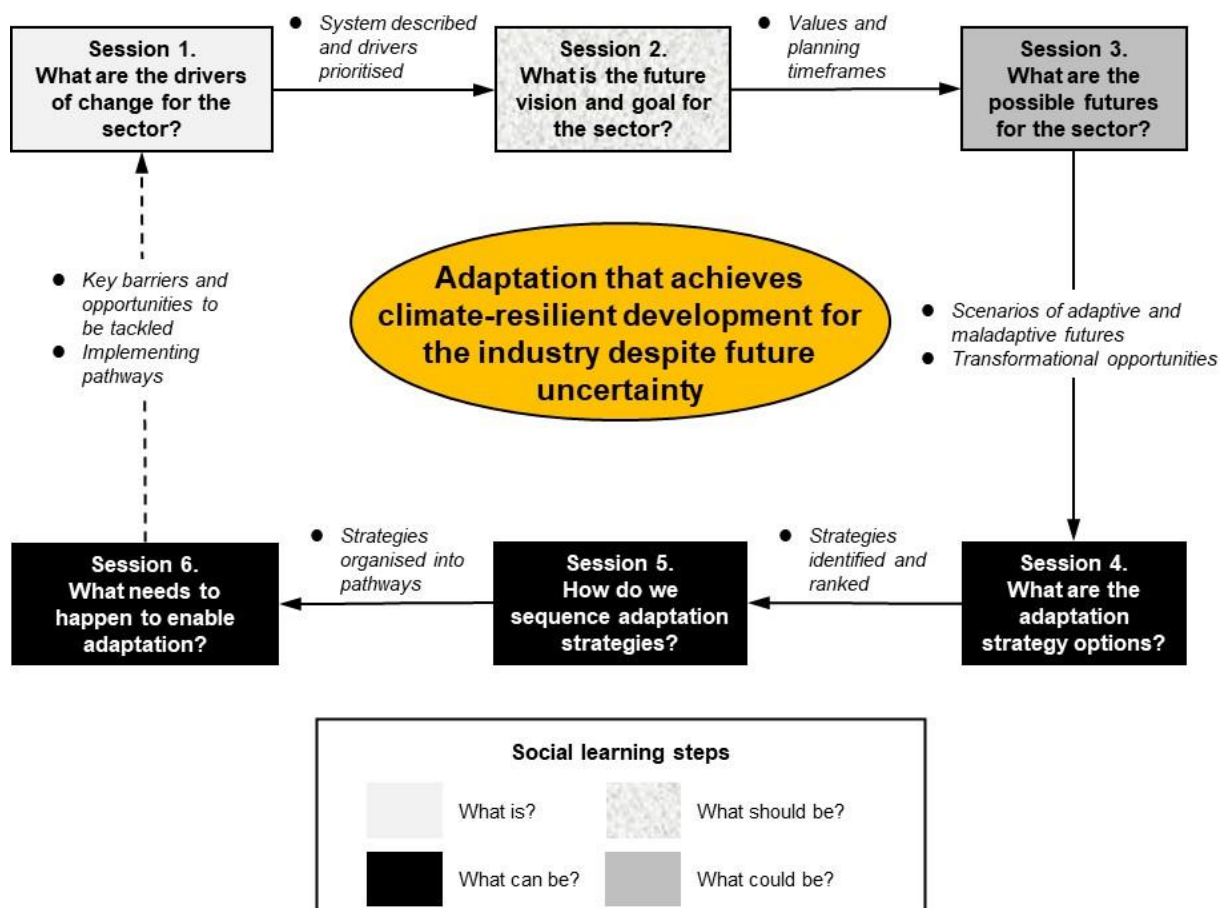 Session 1.
What are the drivers
of change for the
sector?
● System described
and drivers
prioritised
Session 2.
What is the future
vision and goal for
the sector?
● Values and
planning
timeframes
Session 3.
What are the
possible futures
for the sector?
● Key barriers and
opportunities to
be tackled
● Implementing
pathways
Adaptation that achieves
climate-resilient development for
the industry despite future
uncertainty
● Scenarios of adaptive and
maladaptive futures
● Transformational opportunities
Session 6.
What needs to
happen to enable
adaptation?
● Strategies
organised into
pathways
Session 5.
How do we
sequence adaptation
strategies?
● Strategies
identified and
ranked
Session 4.
What are the
adaptation
strategy options?
Social learning steps
What is?
What should be?
What can be?
What could be?